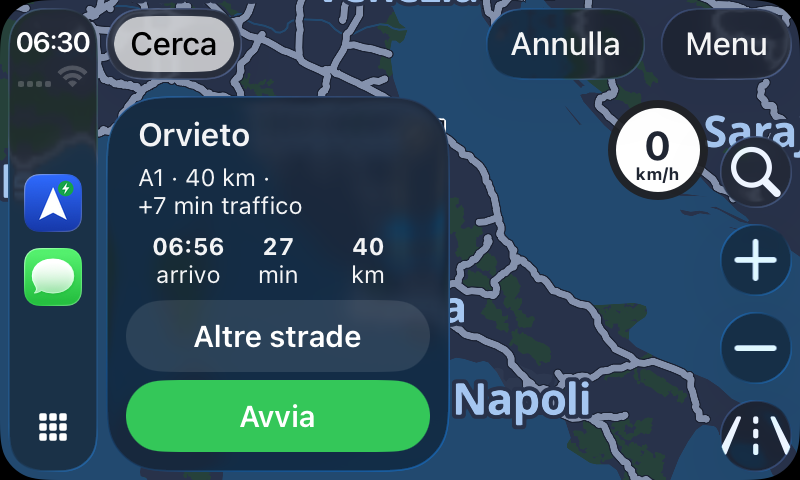 06:30
Cerca
Annulla
Menu
Orvieto
A1 · 40 km ·
+7 min traffico
06:56 27 40
arrivo min km
Altre strade
Avvia
0
km/h
Saraj
Napoli